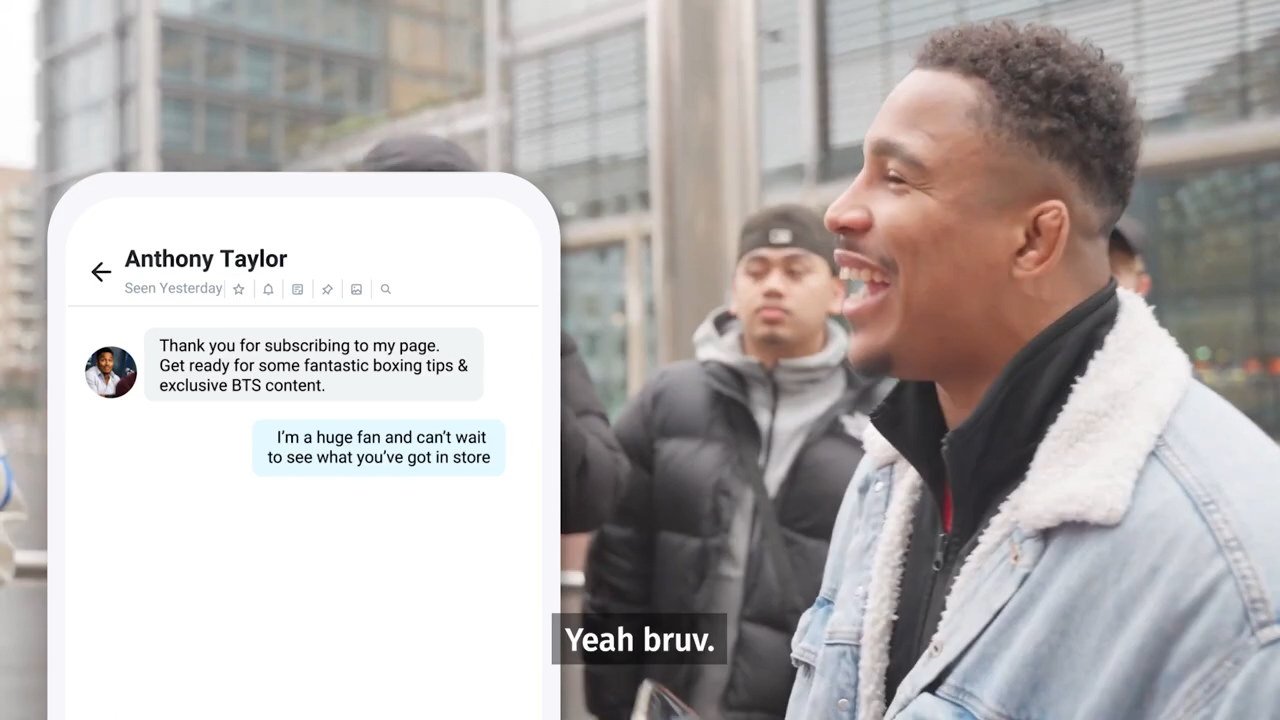 Anthony Taylor
Seen Yesterday
Thank you for subscribing to my page.
Get ready for some fantastic boxing tips &
exclusive BTS content.
I'm a huge fan and can't wait
to see what you've got in store
Yeah bruv.